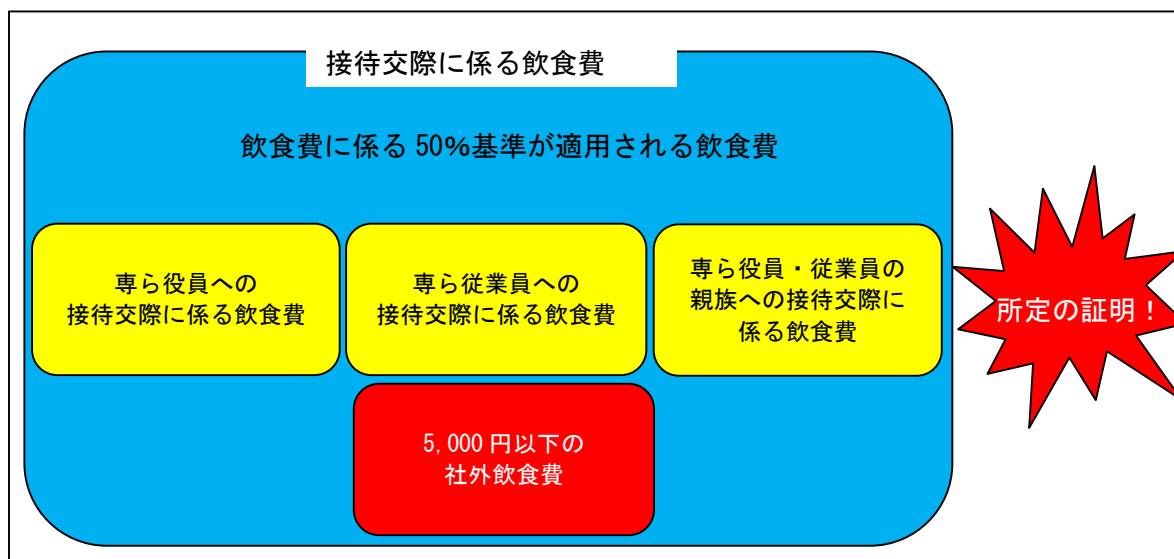 接待交際に係る飲食費
飲食費に係る 50％基準が適用される飲食費
専ら役員への
接待交際に係る飲食費
専ら従業員への
接待交際に係る飲食費
専ら役員・従業員の
親族への接待交際に
係る飲食費
所定の証明！
5,000 円以下の
社外飲食費